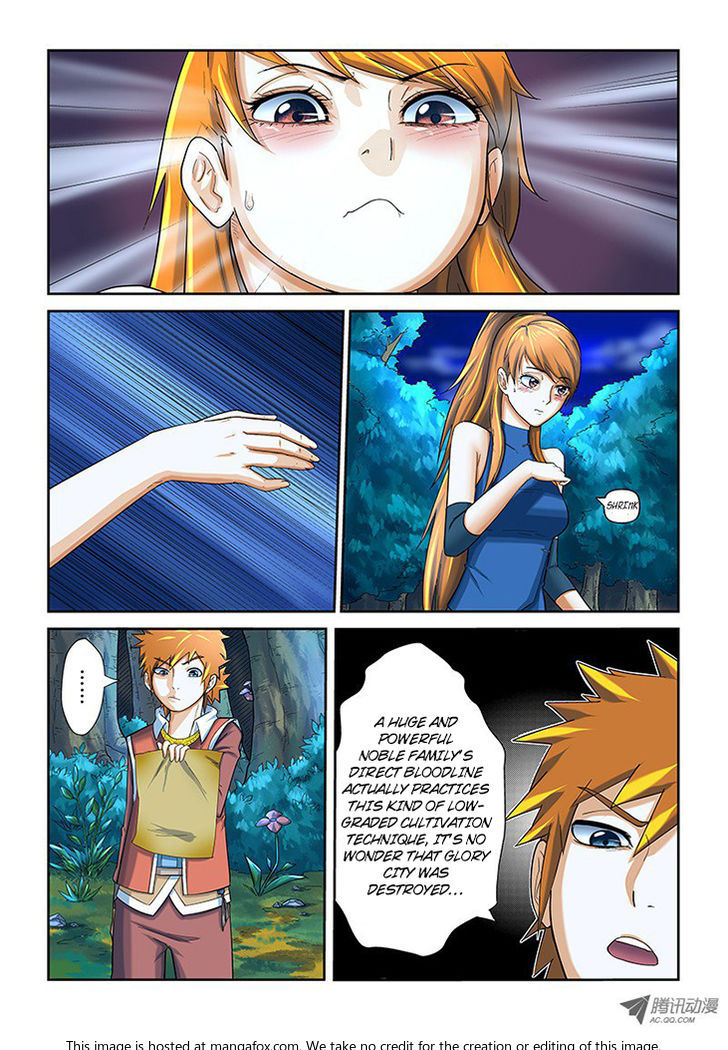 SHRINK
......
A HUGE AND
POWERFUL
NOBLE FAMILY'S
DIRECT BLOODLINE
ACTUALLY PRACTICES
THIS KIND OF LOW-
GRADED CULTIVATION
TECHNIQUE, IT'S NO
WONDER THAT GLORY
CITY WAS
DESTROYED...
腾讯动漫
AC.QQ.COM
This image is hosted at mangafox.com. We take no credit for the creation or editing of this image.